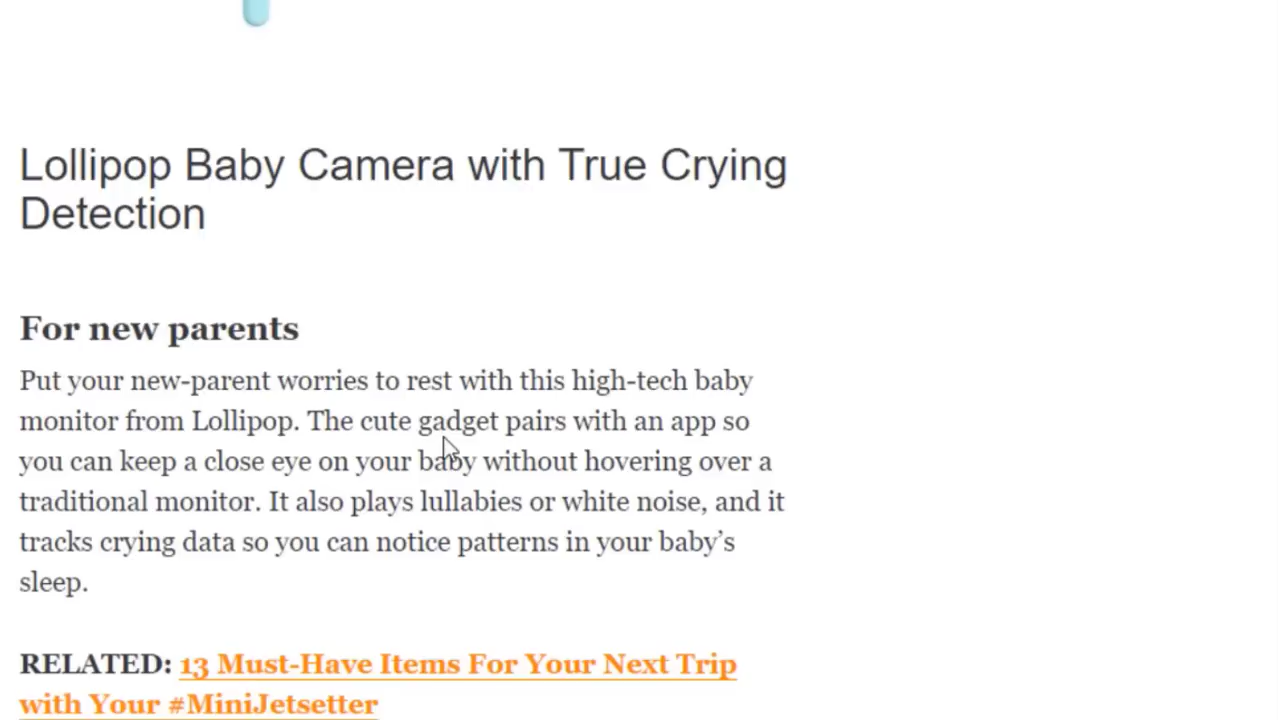 Lollipop Baby Camera with True Crying
Detection
For new parents
Put your new-parent worries to rest with this high-tech baby
monitor from Lollipop. The cute gadget pairs with an app so
you can keep a close eye on your baby without hovering over a
traditional monitor. It also plays lullabies or white noise, and it
tracks crying data so you can notice patterns in your baby’s
sleep.
RELATED: 13 Must-Have Items For Your Next Trip
with Your #MiniJetsetter